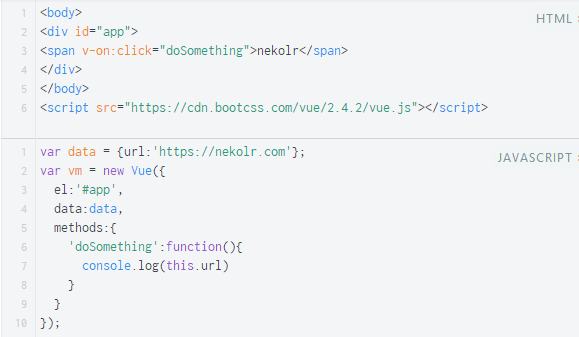 1 <body>
HTML
2 <div id="app">
3 <span v-on:click="doSomething">nekolr</span>
4 </div>
5 </body>
6 <script src="https://cdn.bootcss.com/vue/2.4.2/vue.js"></script>
1 var data = {url:'https://nekolr.com'};
JAVASCRIPT
2 var vm = new Vue({
3 el:'#app',
4 data:data,
5 methods:{
6 'doSomething':function(){
7 console.log(this.url)
8 }
9 }
10 });